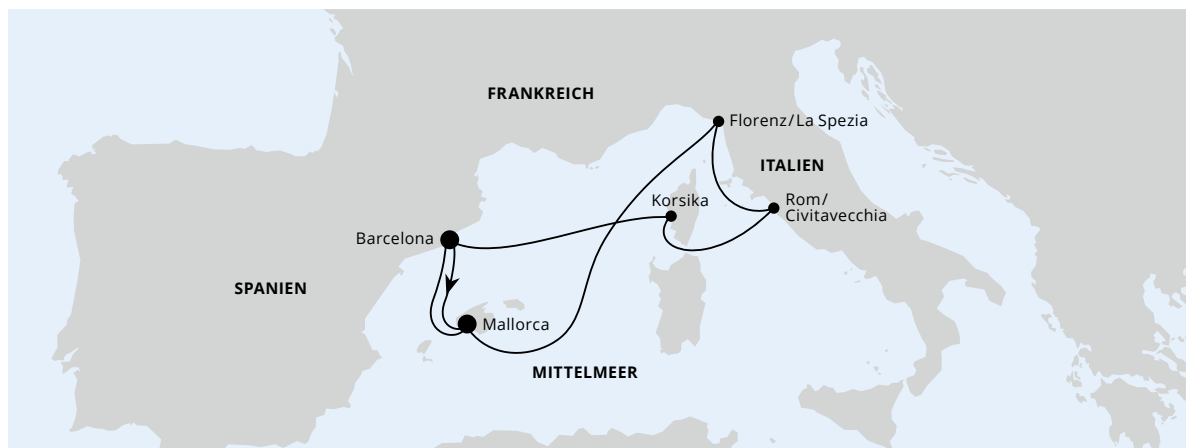 FRANKREICH
Florenz/La Spezia
ITALIEN
Korsika
Rom/
Civitavecchia
Barcelona
SPANIEN
Mallorca
MITTELMEER